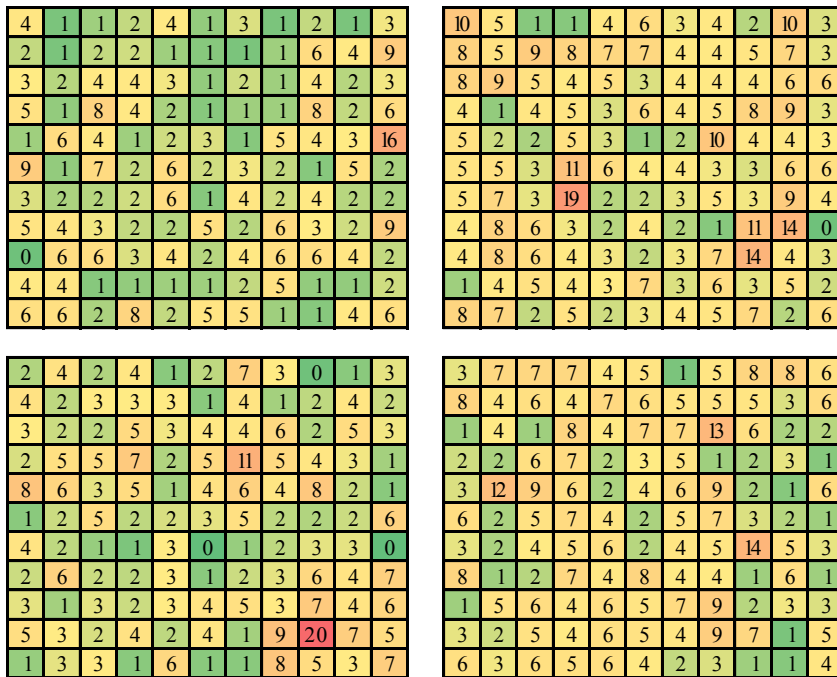 4 1 1 2 4 1 3 1 2 1 3
2 1 2 2 1 1 1 1 6 4 9
3 2 4 4 3 1 2 1 4 2 3
5 1 8 4 2 1 1 1 8 2 6
1 6 4 1 2 3 1 5 4 3 16
9 1 7 2 6 2 3 2 1 5 2
3 2 2 2 6 1 4 2 4 2 2
5 4 3 2 2 5 2 6 3 2 9
0 6 6 3 4 2 4 6 6 4 2
4 4 1 1 1 1 2 5 1 1 2
6 6 2 8 2 5 5 1 1 4 6
10 5 1 1 4 6 3 4 2 10 3
8 5 9 8 7 7 4 4 5 7 3
8 9 5 4 5 3 4 4 4 6 6
4 1 4 5 3 6 4 5 8 9 3
5 2 2 5 3 1 2 10 4 4 3
5 5 3 11 6 4 4 3 3 6 6
5 7 3 19 2 2 3 5 3 9 4
4 8 6 3 2 4 2 1 11 14 0
4 8 6 4 3 2 3 7 14 4 3
1 4 5 4 3 7 3 6 3 5 2
8 7 2 5 2 3 4 5 7 2 6
2 4 2 4 1 2 7 3 0 1 3
4 2 3 3 3 1 4 1 2 4 2
3 2 2 5 3 4 4 6 2 5 3
2 5 5 7 2 5 11 5 4 3 1
8 6 3 5 1 4 6 4 8 2 1
1 2 5 2 2 3 5 2 2 2 6
4 2 1 1 3 0 1 2 3 3 0
2 6 2 2 3 1 2 3 6 4 7
3 1 3 2 3 4 5 3 7 4 6
5 3 2 4 2 4 1 9 20 7 5
1 3 3 1 6 1 1 8 5 3 7
3 7 7 7 4 5 1 5 8 8 6
8 4 6 4 7 6 5 5 5 3 6
1 4 1 8 4 7 7 13 6 2 2
2 2 6 7 2 3 5 1 2 3 1
3 12 9 6 2 4 6 9 2 1 6
6 2 5 7 4 2 5 7 3 2 1
3 2 4 5 6 2 4 5 14 5 3
8 1 2 7 4 8 4 4 1 6 1
1 5 6 4 6 5 7 9 2 3 3
3 2 5 4 6 5 4 9 7 1 5
6 3 6 5 6 4 2 3 1 1 4